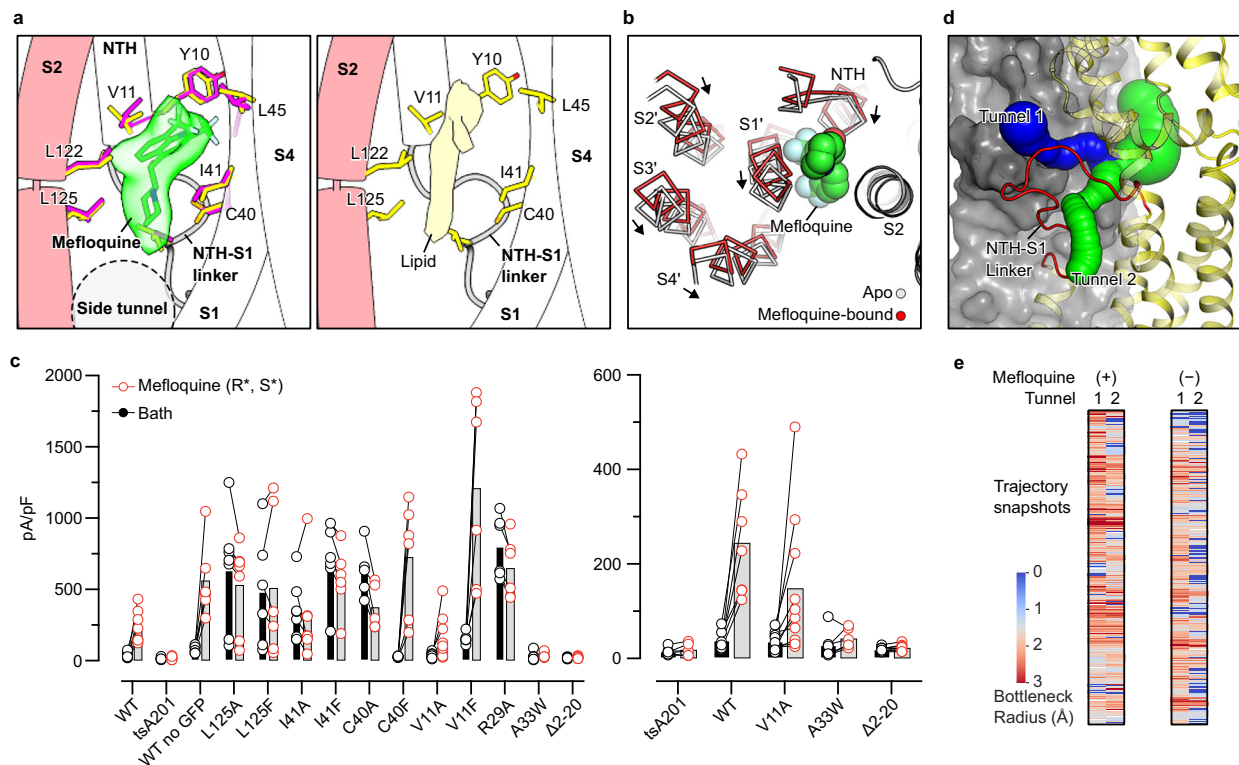 a
NTH
Y10
S2
V11
L45
L122
S4
I41
L125
C40
Mefloquine
NTH-S1
linker
Side tunnel
S1
Y10
S2
V11
L45
L122
S4
I41
L125
C40
Lipid
NTH-S1
linker
S1
b
NTH
S2'
S1'
S3'
Mefloquine
S2
S4'
Apo
Mefloquine-bound
d
Tunnel 1
NTH-S1
Linker
Tunnel 2
c
pA/pF
2000
1500
1000
500
0
Mefloquine (R*, S*)
Bath
WT
tsA201
WT no GFP
L125A
L125F
I41A
I41F
C40A
C40F
V11A
V11F
R29A
A33W
Δ2-20
600
400
200
0
tsA201
WT
V11A
A33W
Δ2-20
e
Mefloquine (+) (−)
Tunnel 1 2 1 2
Trajectory
snapshots
0
1
2
3
Bottleneck
Radius (Å)